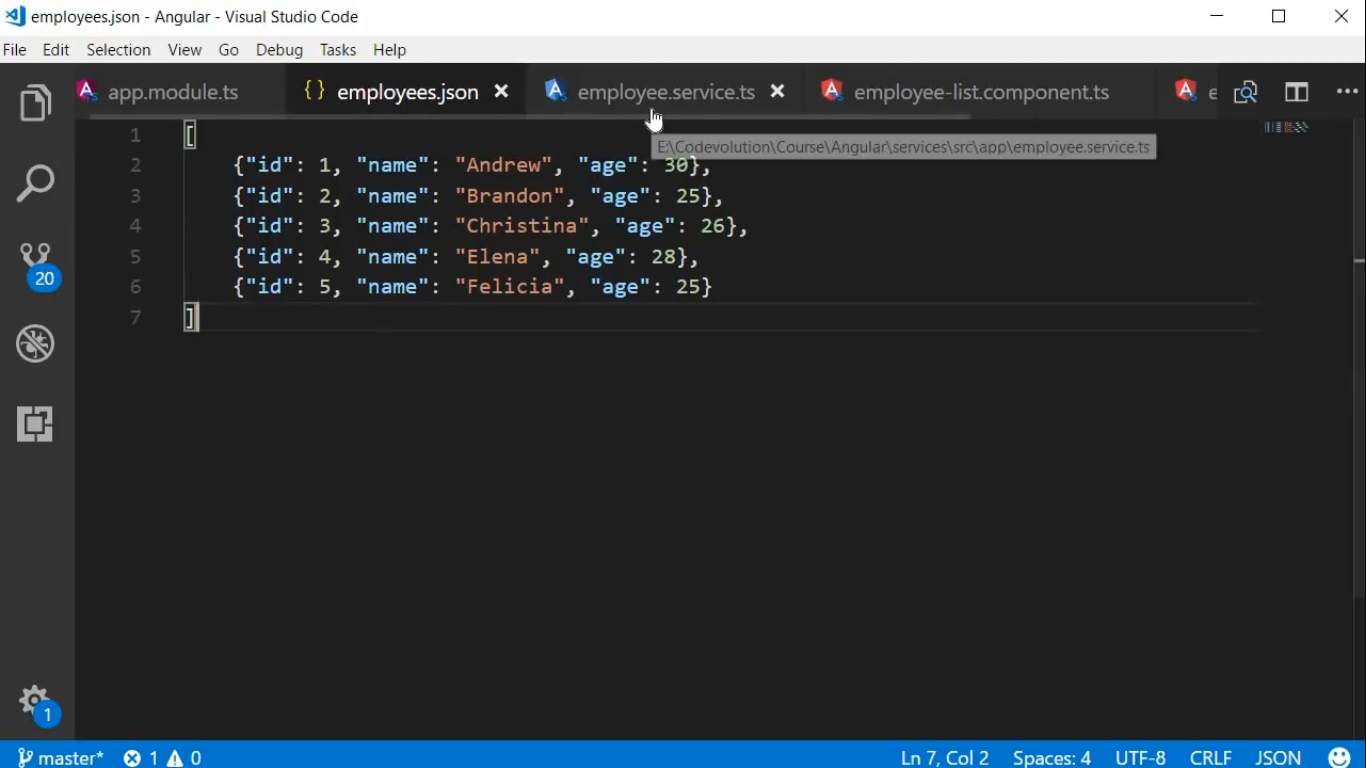 employees.json - Angular - Visual Studio Code
File Edit Selection View Go Debug Tasks Help
app.module.ts { } employees.json employee.service.ts employee-list.component.ts e
E:\Codevolution\Course\Angular\services\src\app\employee.service.ts
1 [
2 {"id": 1, "name": "Andrew", "age": 30},
3 {"id": 2, "name": "Brandon", "age": 25},
4 {"id": 3, "name": "Christina", "age": 26},
5 {"id": 4, "name": "Elena", "age": 28},
6 {"id": 5, "name": "Felicia", "age": 25}
7 ]
20
1
master* 1 0 Ln 7, Col 2 Spaces: 4 UTF-8 CRLF JSON